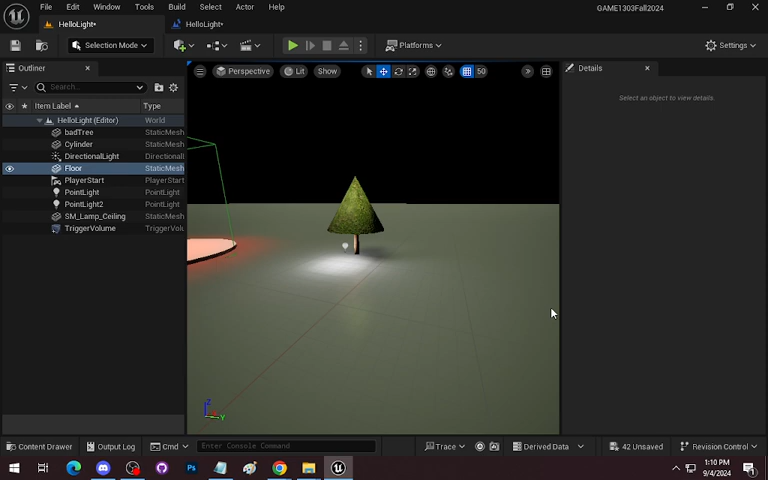 File Edit Window Tools Build Select Actor Help GAME1303Fall2024
HelloLight* HelloLight*
Selection Mode Platforms Settings
Outliner Perspective Lit Show 50 Details
Search... Select an object to view details.
Item Label Type
HelloLight (Editor) World
badTree StaticMesh
Cylinder StaticMesh
DirectionalLight Directional
Floor StaticMesh
PlayerStart PlayerStart
PointLight PointLight
PointLight2 PointLight
SM_Lamp_Ceiling StaticMesh
TriggerVolume TriggerVolu
Z
Y
Content Drawer Output Log Cmd Enter Console Command Trace Derived Data 42 Unsaved Revision Control
Ps 1:10 PM
9/4/2024